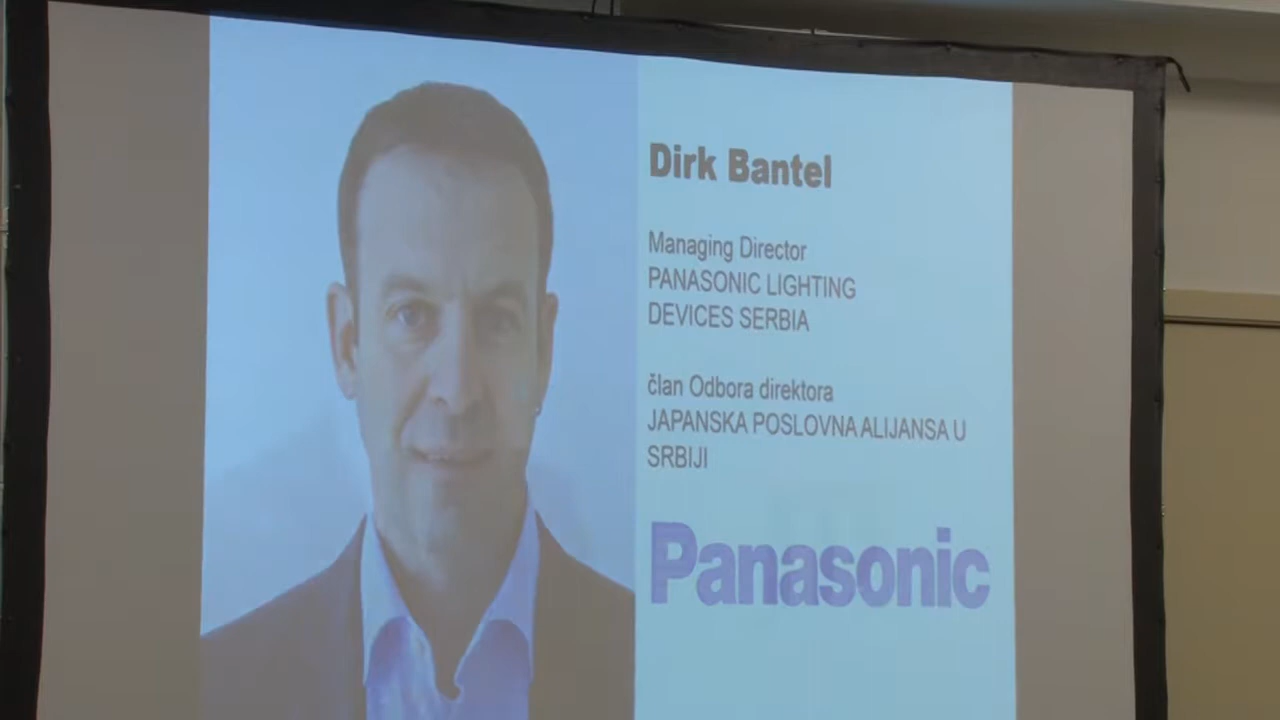 Dirk Bantel
Managing Director
PANASONIC LIGHTING
DEVICES SERBIA
član Odbora direktora
JAPANSKA POSLOVNA ALIJANSA U
SRBIJI
Panasonic